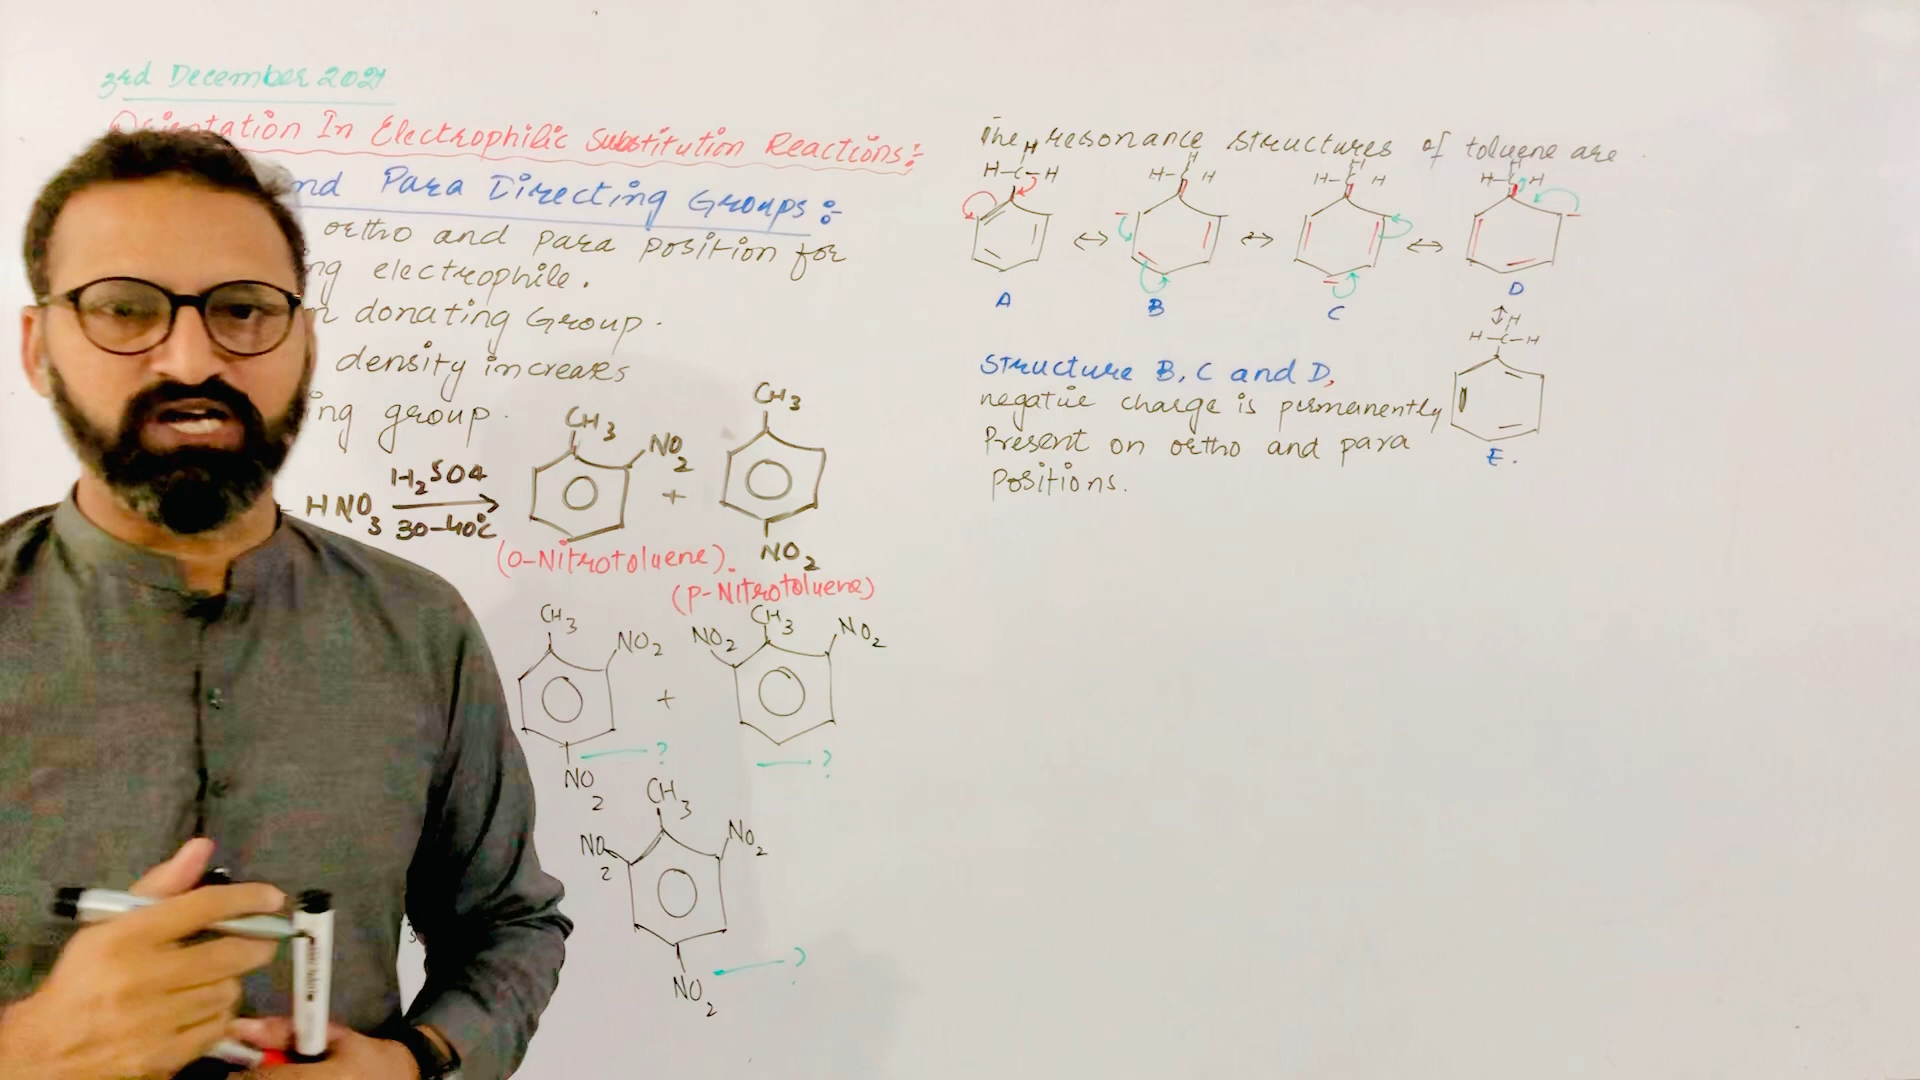 3rd December 2021
Orientation In Electrophilic Substitution Reactions:-
nd Para Directing Groups:-
ortho and para position for
ng electrophile.
n donating Group.
density increases
ing group.
HNO3 H2SO4 30-40°C
CH3 NO2 + CH3 NO2
(O-Nitrotoluene).
(P-Nitrotoluene)
CH3 NO2 NO2 + NO2 CH3 NO2
? ?
CH3
NO2 NO2
NO2 ?
The resonance structures of toluene are
H-C-H H H-C H H H-C H H H-C H H
A B C D
H
H-C-H
E.
Structure B, C and D,
negative charge is permanently
Present on ortho and para
Positions.